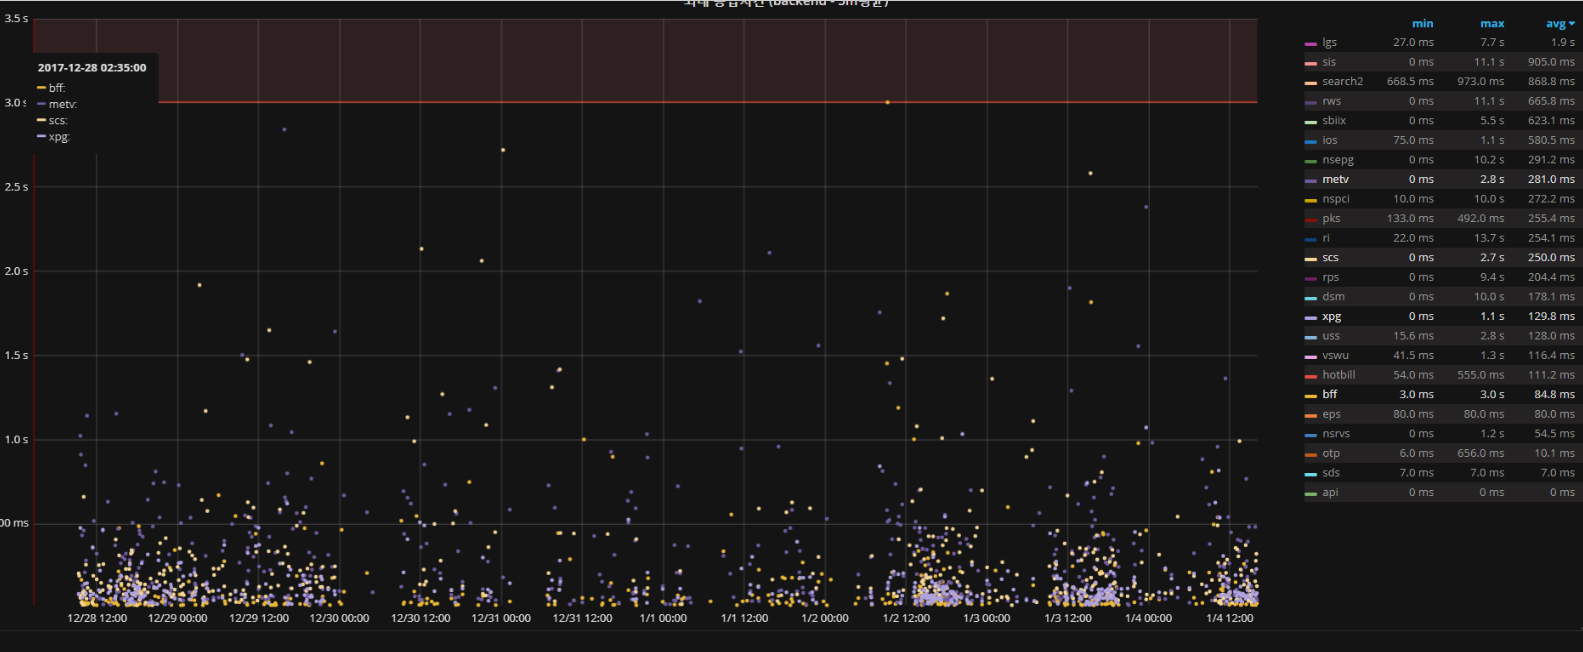 최대 응답시간 (backend - 5m평균)
3.5 s
3.0 s
2.5 s
2.0 s
1.5 s
1.0 s
00 ms
2017-12-28 02:35:00
bff:
metv:
scs:
xpg:
12/28 12:00 12/29 00:00 12/29 12:00 12/30 00:00 12/30 12:00 12/31 00:00 12/31 12:00 1/1 00:00 1/1 12:00 1/2 00:00 1/2 12:00 1/3 00:00 1/3 12:00 1/4 00:00 1/4 12:00
min max avg
lgs 27.0 ms 7.7 s 1.9 s
sis 0 ms 11.1 s 905.0 ms
search2 668.5 ms 973.0 ms 868.8 ms
rws 0 ms 11.1 s 665.8 ms
sbiix 0 ms 5.5 s 623.1 ms
ios 75.0 ms 1.1 s 580.5 ms
nsepg 0 ms 10.2 s 291.2 ms
metv 0 ms 2.8 s 281.0 ms
nspci 10.0 ms 10.0 s 272.2 ms
pks 133.0 ms 492.0 ms 255.4 ms
ri 22.0 ms 13.7 s 254.1 ms
scs 0 ms 2.7 s 250.0 ms
rps 0 ms 9.4 s 204.4 ms
dsm 0 ms 10.0 s 178.1 ms
xpg 0 ms 1.1 s 129.8 ms
uss 15.6 ms 2.8 s 128.0 ms
vswu 41.5 ms 1.3 s 116.4 ms
hotbill 54.0 ms 555.0 ms 111.2 ms
bff 3.0 ms 3.0 s 84.8 ms
eps 80.0 ms 80.0 ms 80.0 ms
nsrvs 0 ms 1.2 s 54.5 ms
otp 6.0 ms 656.0 ms 10.1 ms
sds 7.0 ms 7.0 ms 7.0 ms
api 0 ms 0 ms 0 ms